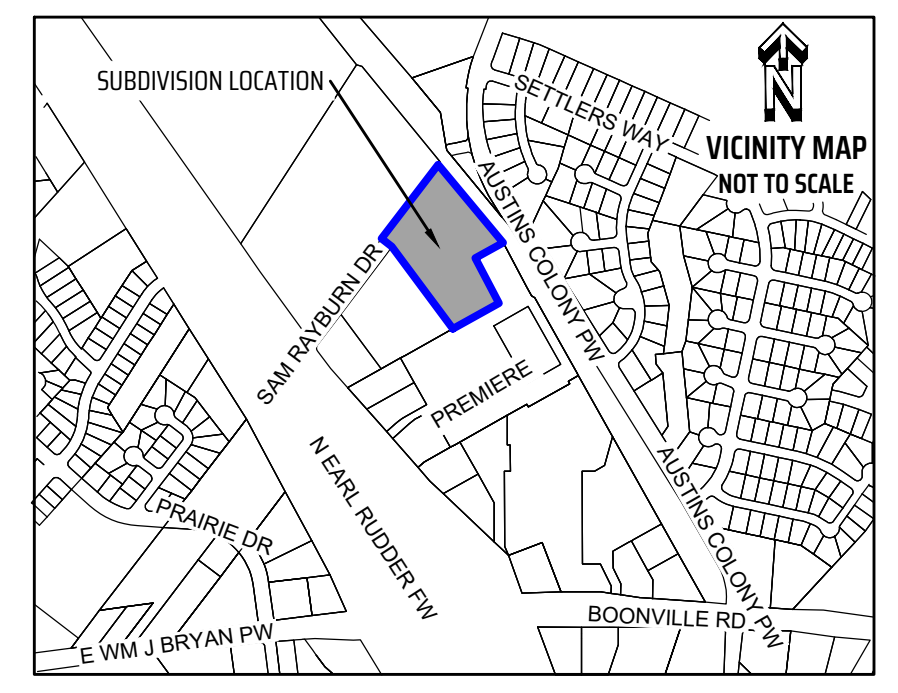 SUBDIVISION LOCATION
SETTLERS WAY
N
VICINITY MAP
NOT TO SCALE
AUSTINS COLONY PW
SAM RAYBURN DR
PREMIERE
N EARL RUDDER FW
AUSTINS COLONY PW
PRAIRIE DR
BOONVILLE RD
E WM J BRYAN PW